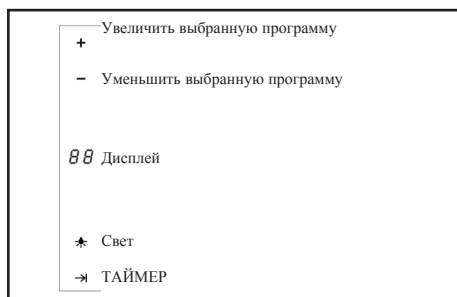 + Увеличить выбранную программу
− Уменьшить выбранную программу
88 Дисплей
Свет
ТАЙМЕР